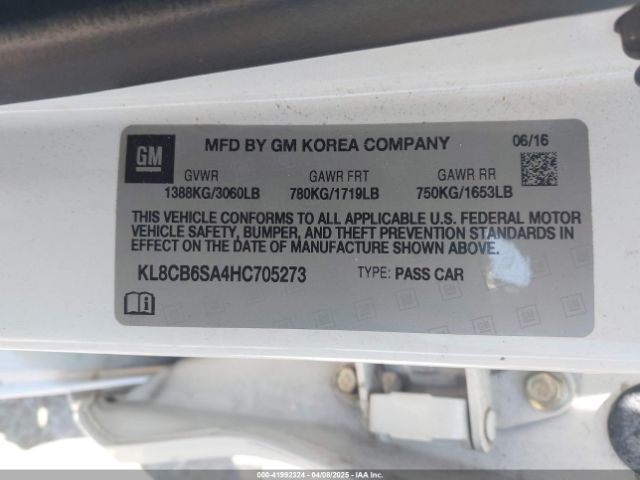 GM
MFD BY GM KOREA COMPANY
06/16
GVWR GAWR FRT GAWR RR
1388KG/3060LB 780KG/1719LB 750KG/1653LB
THIS VEHICLE CONFORMS TO ALL APPLICABLE U.S. FEDERAL MOTOR
VEHICLE SAFETY, BUMPER, AND THEFT PREVENTION STANDARDS IN
EFFECT ON THE DATE OF MANUFACTURE SHOWN ABOVE.
KL8CB6SA4HC705273 TYPE: PASS CAR
000-41992324 - 04/08/2025 - IAA Inc.